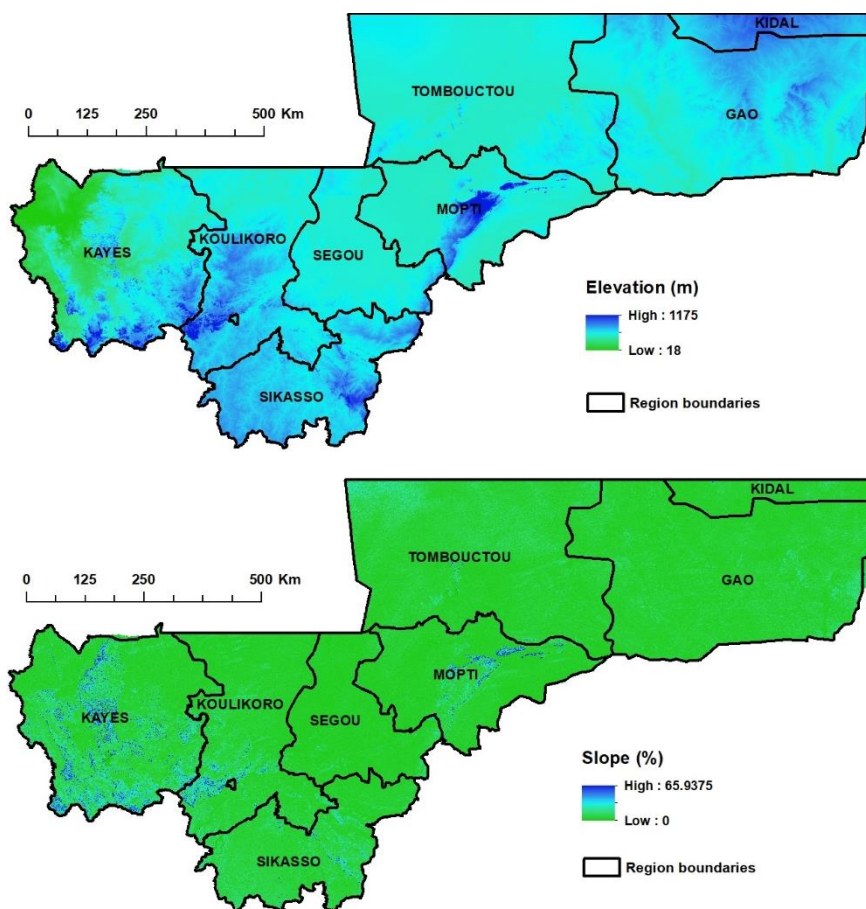 KIDAL
TOMBOUCTOU
GAO
0 125 250 500 Km
MOPTI
KOULIKORO
SEGOU
KAYES
Elevation (m)
High : 1175
Low : 18
SIKASSO
Region boundaries
KIDAL
TOMBOUCTOU
GAO
0 125 250 500 Km
MOPTI
KOULIKORO
KAYES
SEGOU
Slope (%)
High : 65.9375
Low : 0
SIKASSO
Region boundaries